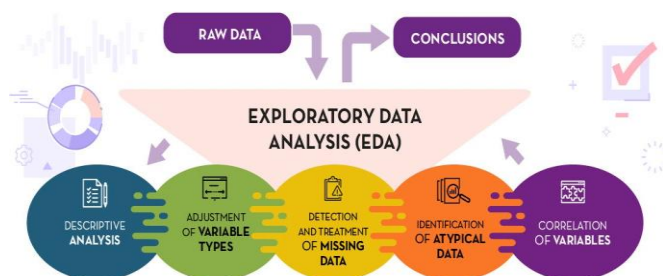 RAW DATA
CONCLUSIONS
EXPLORATORY DATA
ANALYSIS (EDA)
DESCRIPTIVE
ANALYSIS
ADJUSTMENT
OF VARIABLE
TYPES
DETECTION
AND TREATMENT
OF MISSING
DATA
IDENTIFICATION
OF ATYPICAL
DATA
CORRELATION
OF VARIABLES